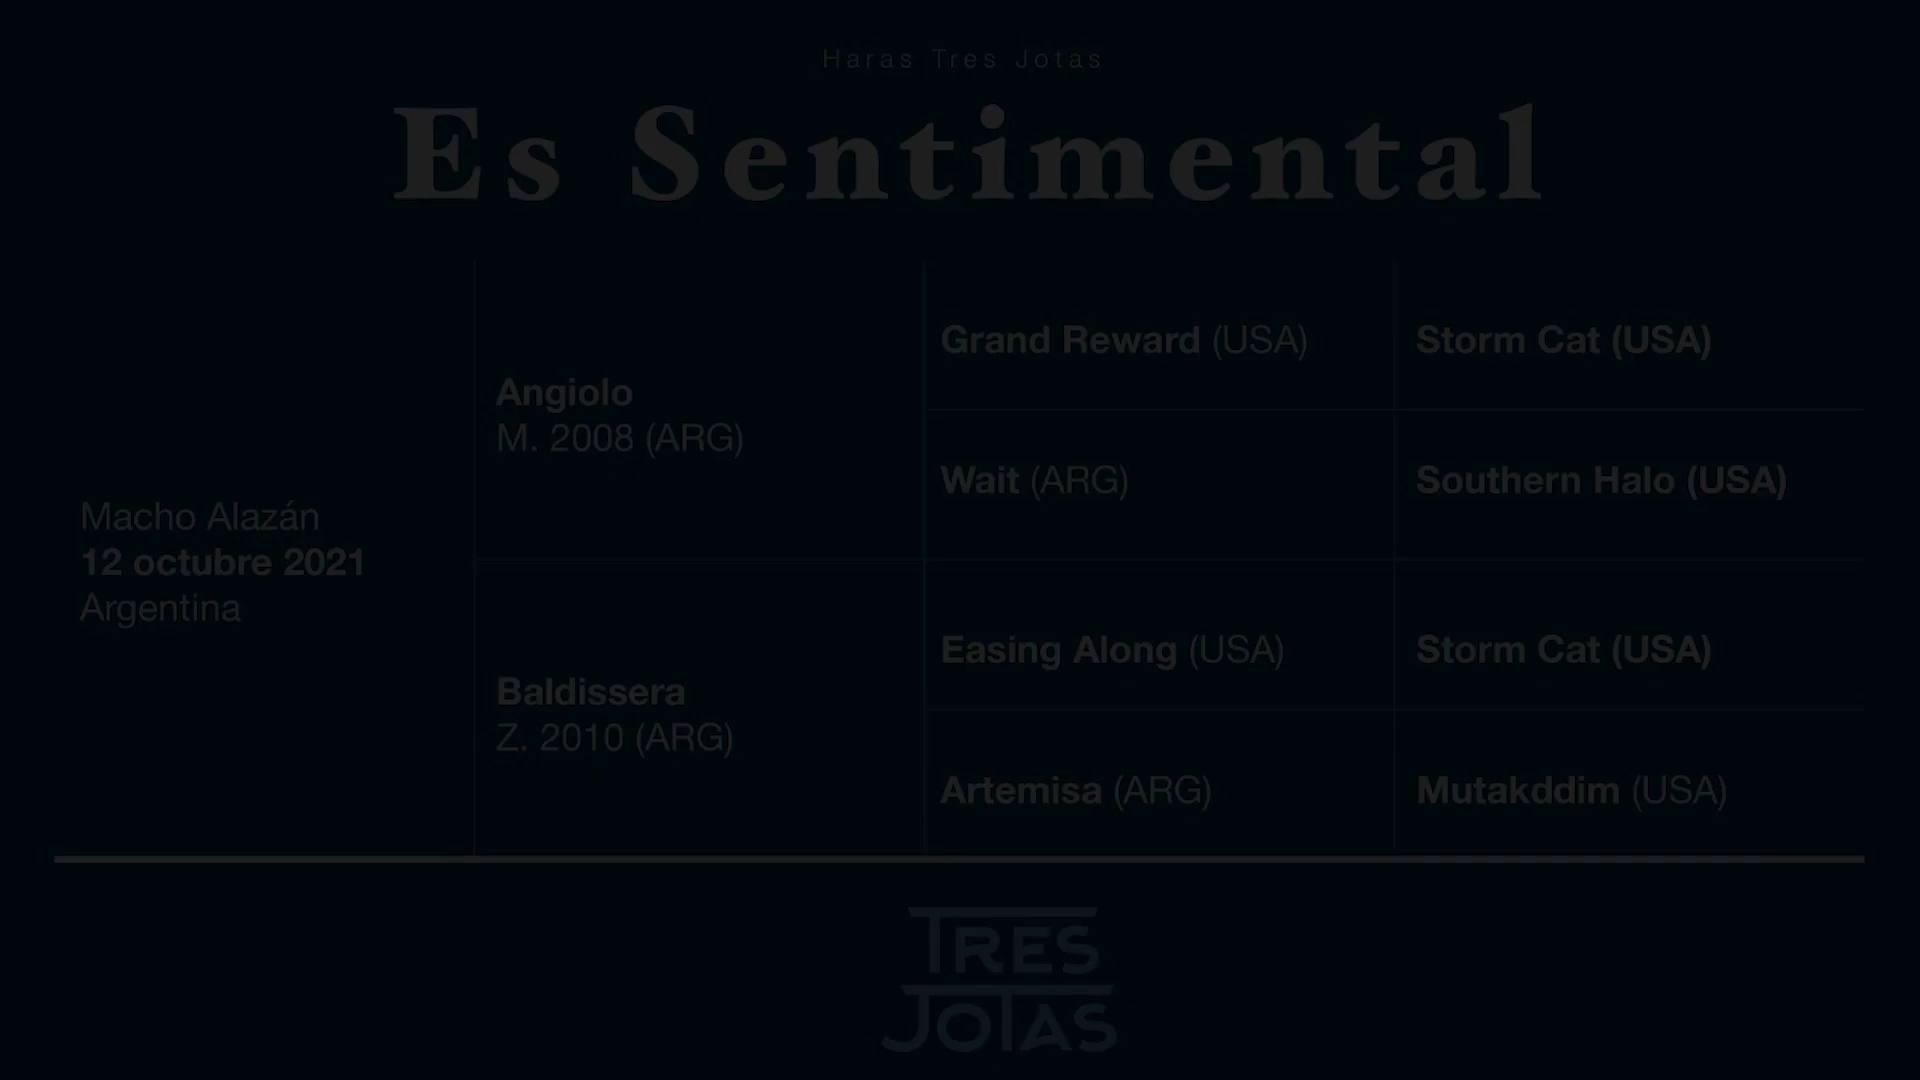 Haras Tres Jotas
Es Sentimental
Macho Alazán
12 octubre 2021
Argentina
Angiolo
M. 2008 (ARG)
Baldissera
Z. 2010 (ARG)
Grand Reward (USA)
Storm Cat (USA)
Wait (ARG)
Southern Halo (USA)
Easing Along (USA)
Storm Cat (USA)
Artemisa (ARG)
Mutakddim (USA)
TRES
JOTAS